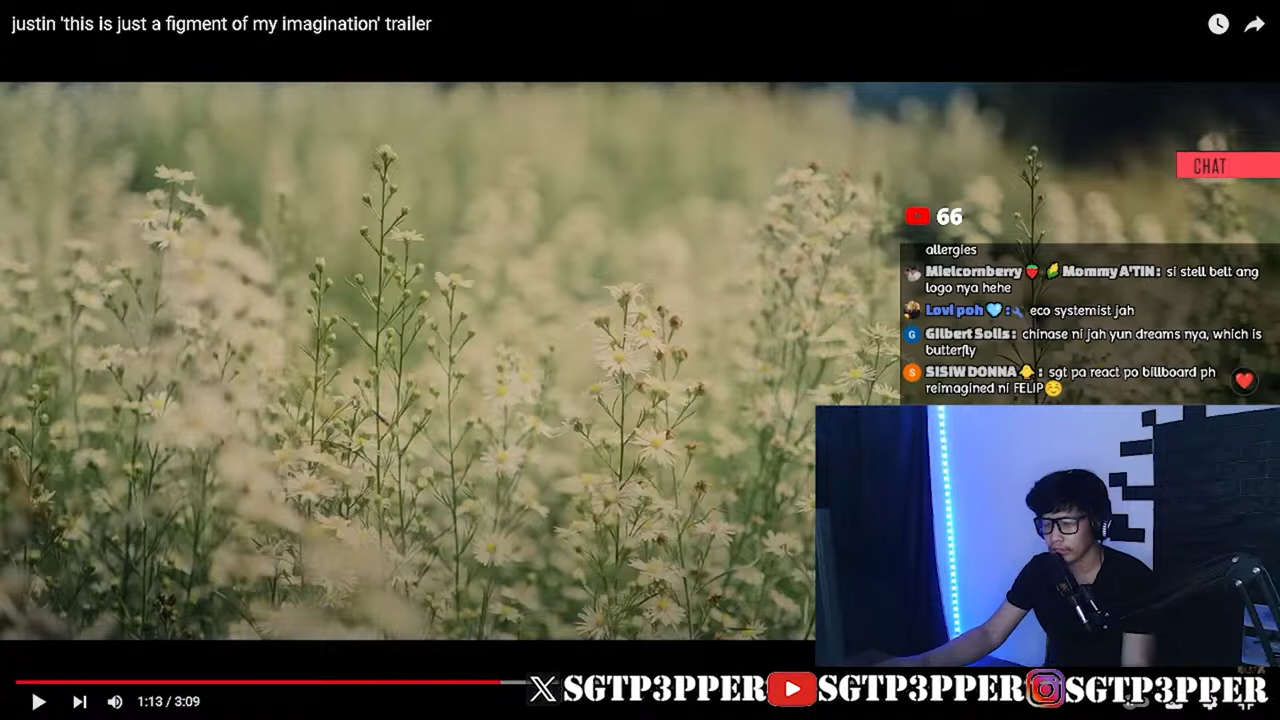 justin 'this is just a figment of my imagination' trailer
CHAT
66
allergies
Mielcornberry🍓🌽Mommy A'TIN: si stell belt ang
logo nya hehe
Lovi poh🩵: eco systemist jah
G Gilbert Solis: chinase ni jah yun dreams nya, which is
butterfly
S SISIW DONNA🐥: sgt pa react po billboard ph
reimagined ni FELIP☺️
1:13 / 3:09
SGTP3PPER SGTP3PPER SGTP3PPER